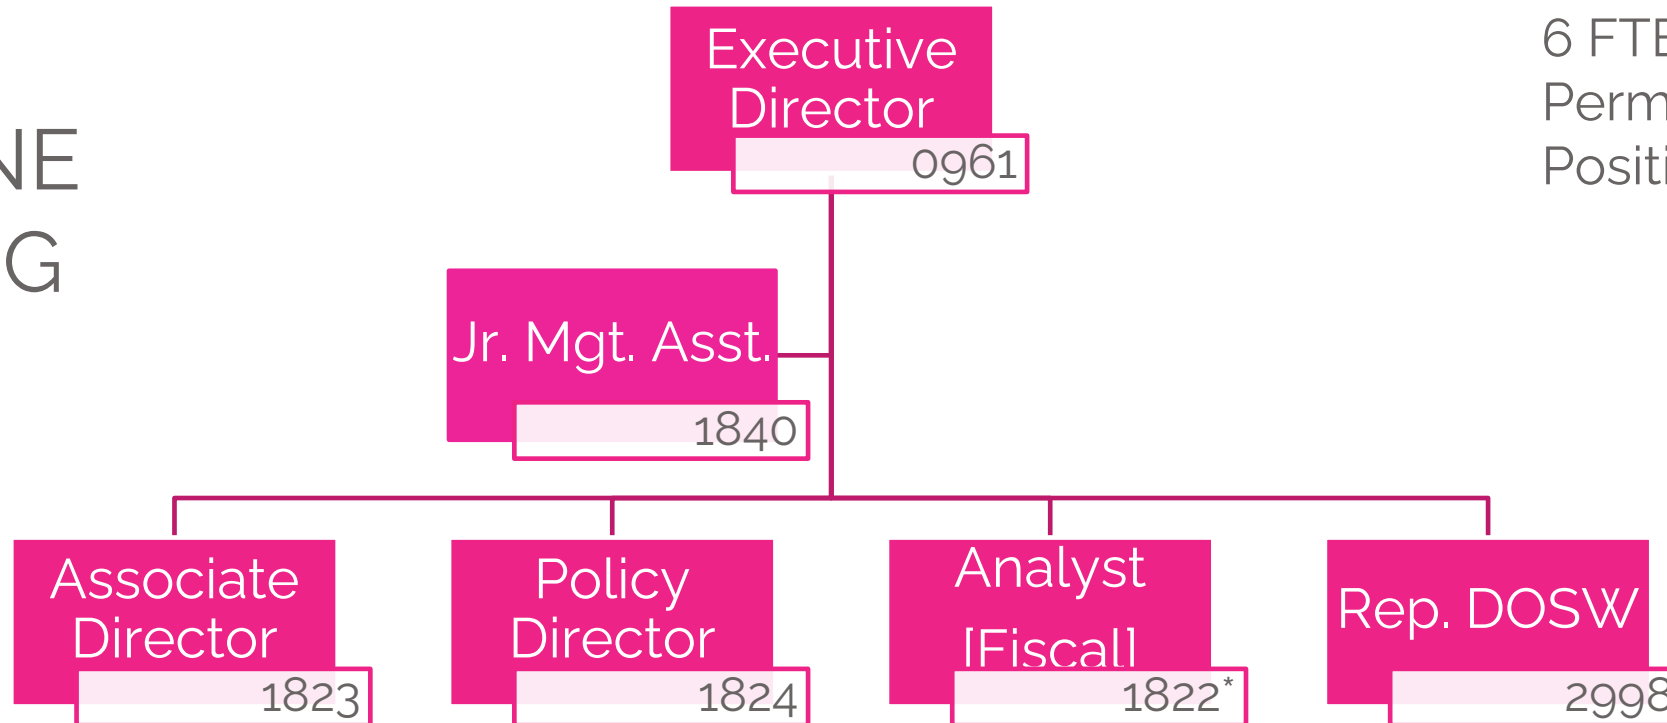 NE
G
6 FTE
Perm
Positi
Executive
Director
0961
Jr. Mgt. Asst.
1840
Associate
Director
1823
Policy
Director
1824
Analyst
[Fiscal]
1822*
Rep. DOSW
2998